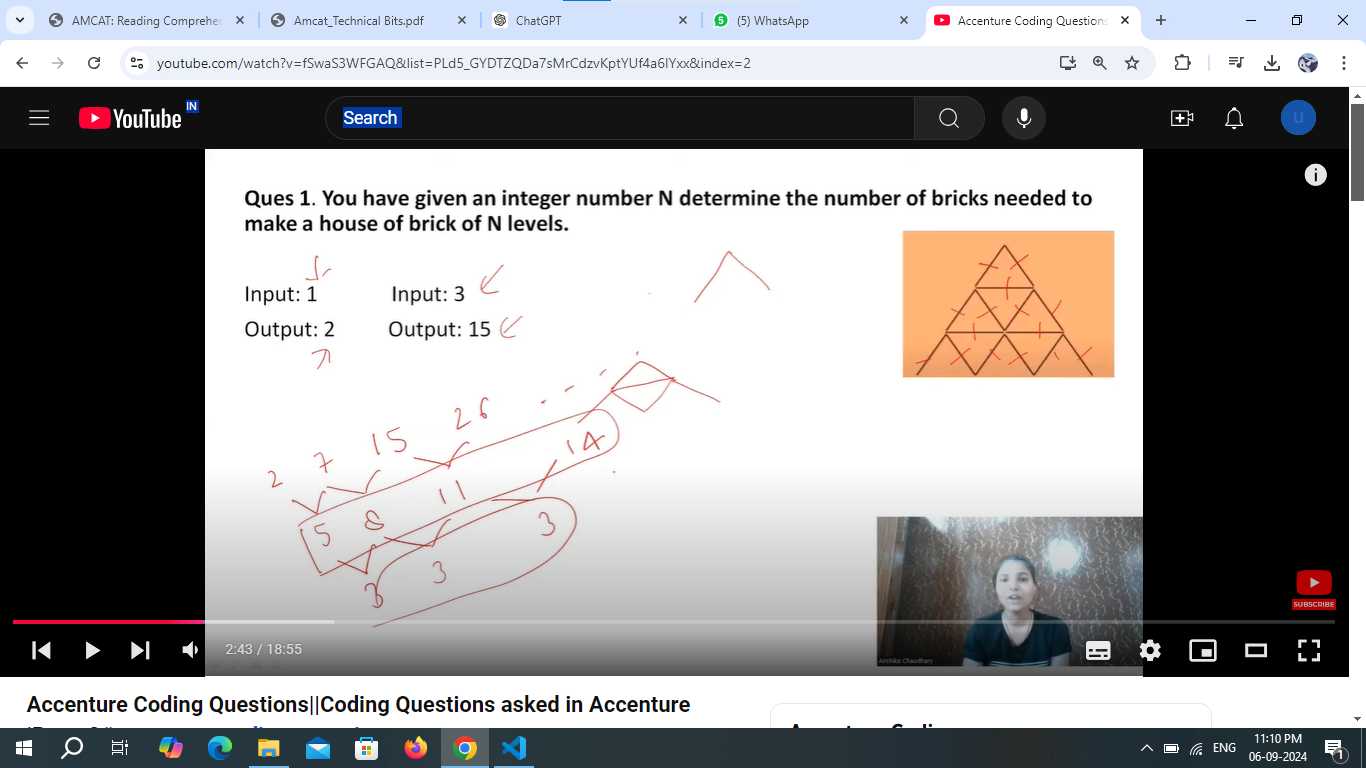 AMCAT: Reading Comprehen
Amcat_Technical Bits.pdf
ChatGPT
(5) WhatsApp
Accenture Coding Questions
youtube.com/watch?v=fSwaS3WFGAQ&list=PLd5_GYDTZQDa7sMrCdzvKptYUf4a6lYxx&index=2
YouTube IN
Search
U
Ques 1. You have given an integer number N determine the number of bricks needed to
make a house of brick of N levels.
Input: 1 Input: 3
Output: 2 Output: 15
2 7 15 26
5 8 11 14
3 3 3
Anshika Chaudhary
SUBSCRIBE
2:43 / 18:55
Accenture Coding Questions||Coding Questions asked in Accenture
ENG
11:10 PM
06-09-2024
1